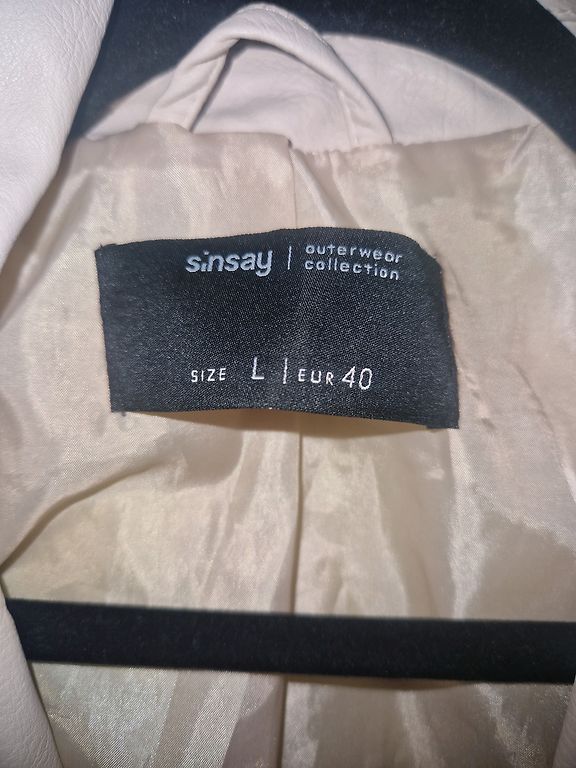 sinsay | outerwear
collection
SIZE L | EUR 40